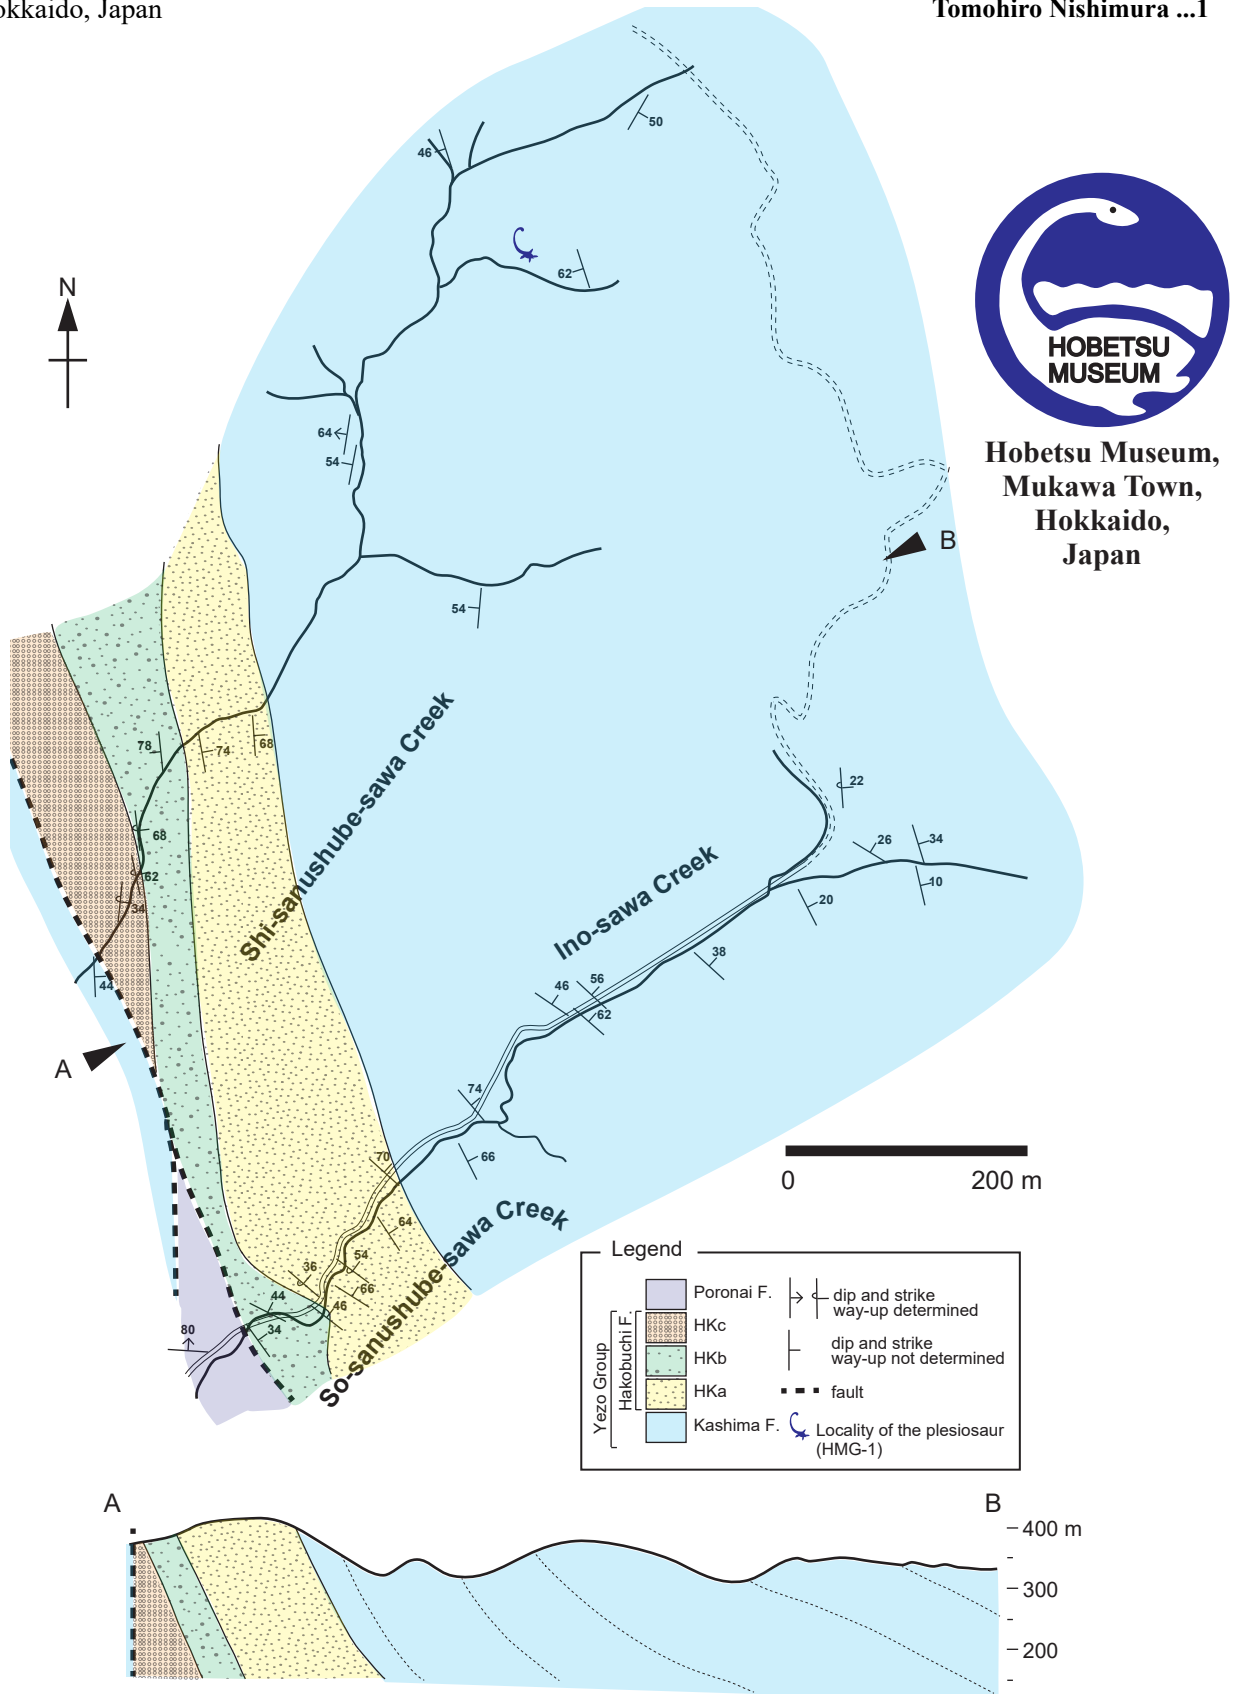 okkaido, Japan
Tomohiro Nishimura ...1
N
50
46
62
64
54
54
HOBETSU
MUSEUM
Hobetsu Museum,
Mukawa Town,
Hokkaido,
Japan
B
78
74
68
68
62
34
44
A
Shi-sanushube-sawa Creek
Ino-sawa Creek
22
26
34
10
20
38
46
56
62
74
66
70
64
54
36
66
44
46
34
80
So-sanushube-sawa Creek
0
200 m
Legend
Poronai F.
HKc
HKb
HKa
Kashima F.
Yezo Group
Hakobuchi F.
dip and strike
way-up determined
dip and strike
way-up not determined
fault
Locality of the plesiosaur
(HMG-1)
A
B
400 m
300
200